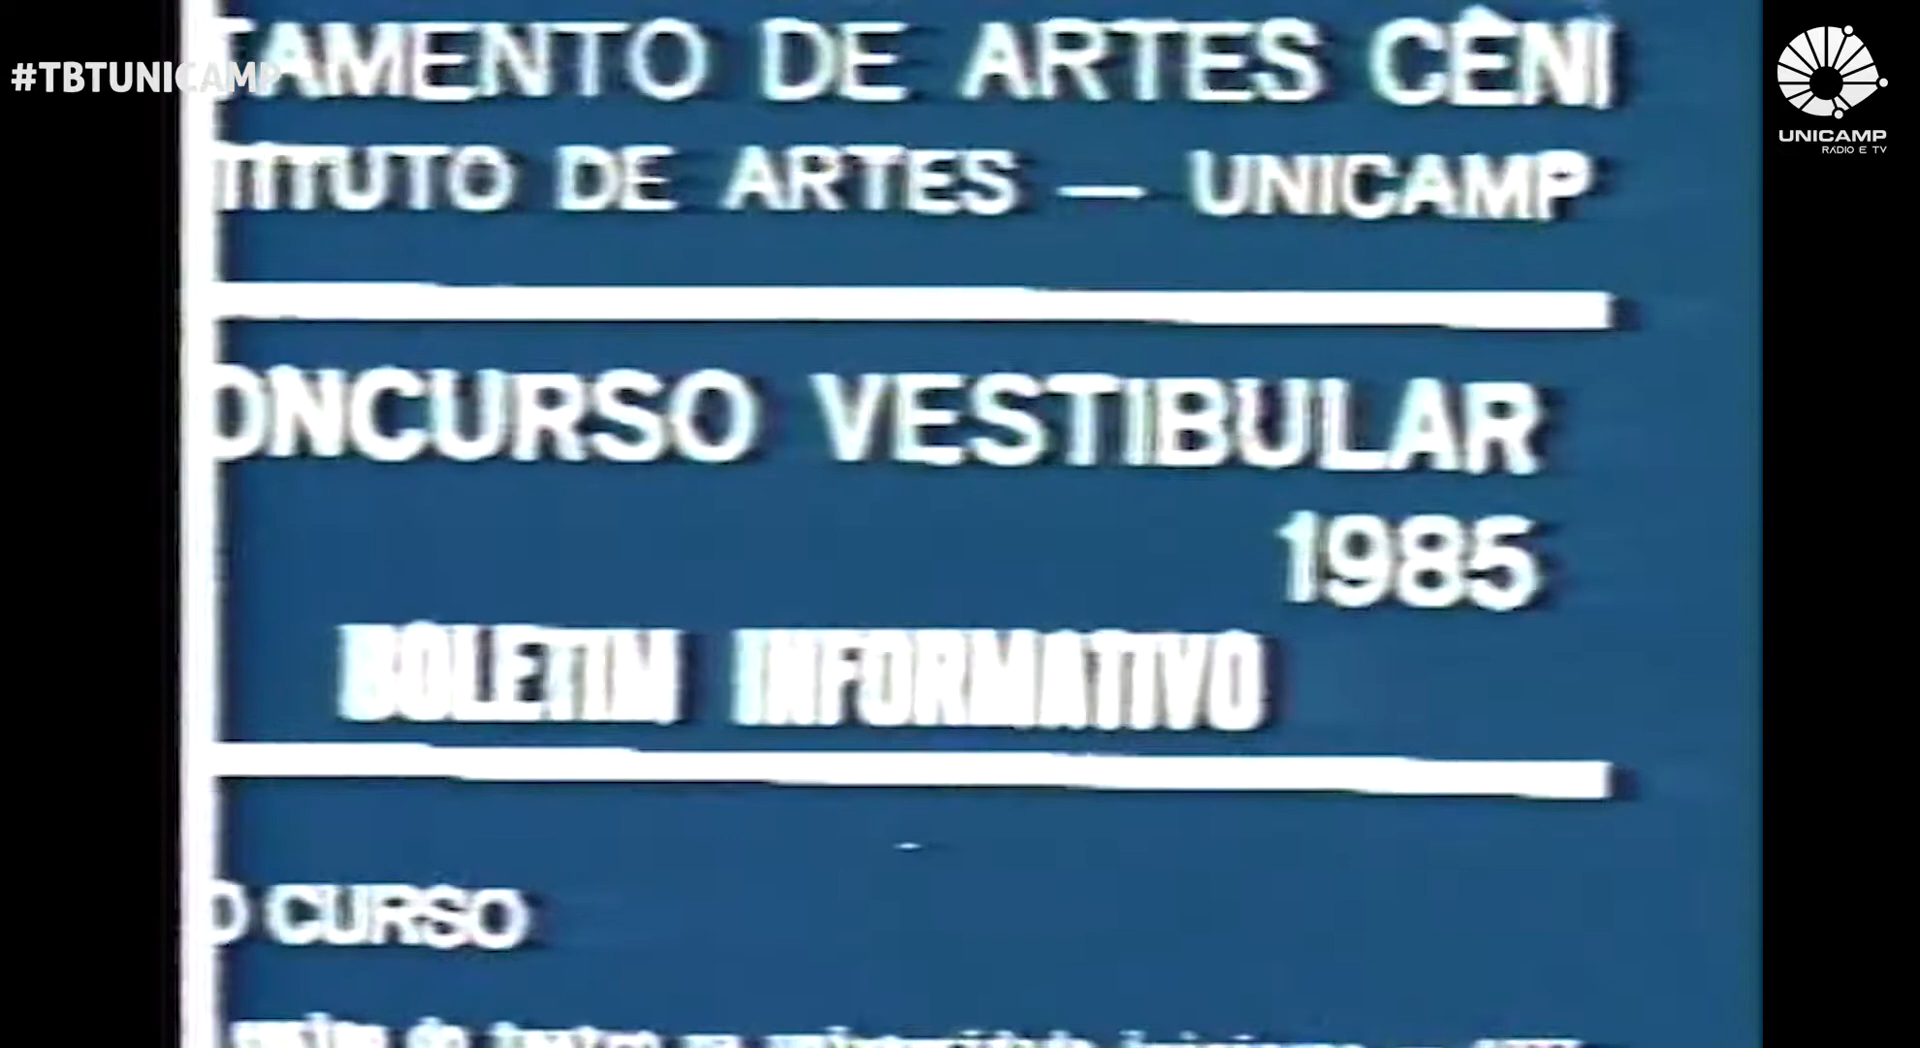 TAMENTO DE ARTES CÊNI
#TBTUNICAMP
TITUTO DE ARTES — UNICAMP
UNICAMP
RÁDIO E TV
ONCURSO VESTIBULAR
1985
BOLETIM INFORMATIVO
O CURSO